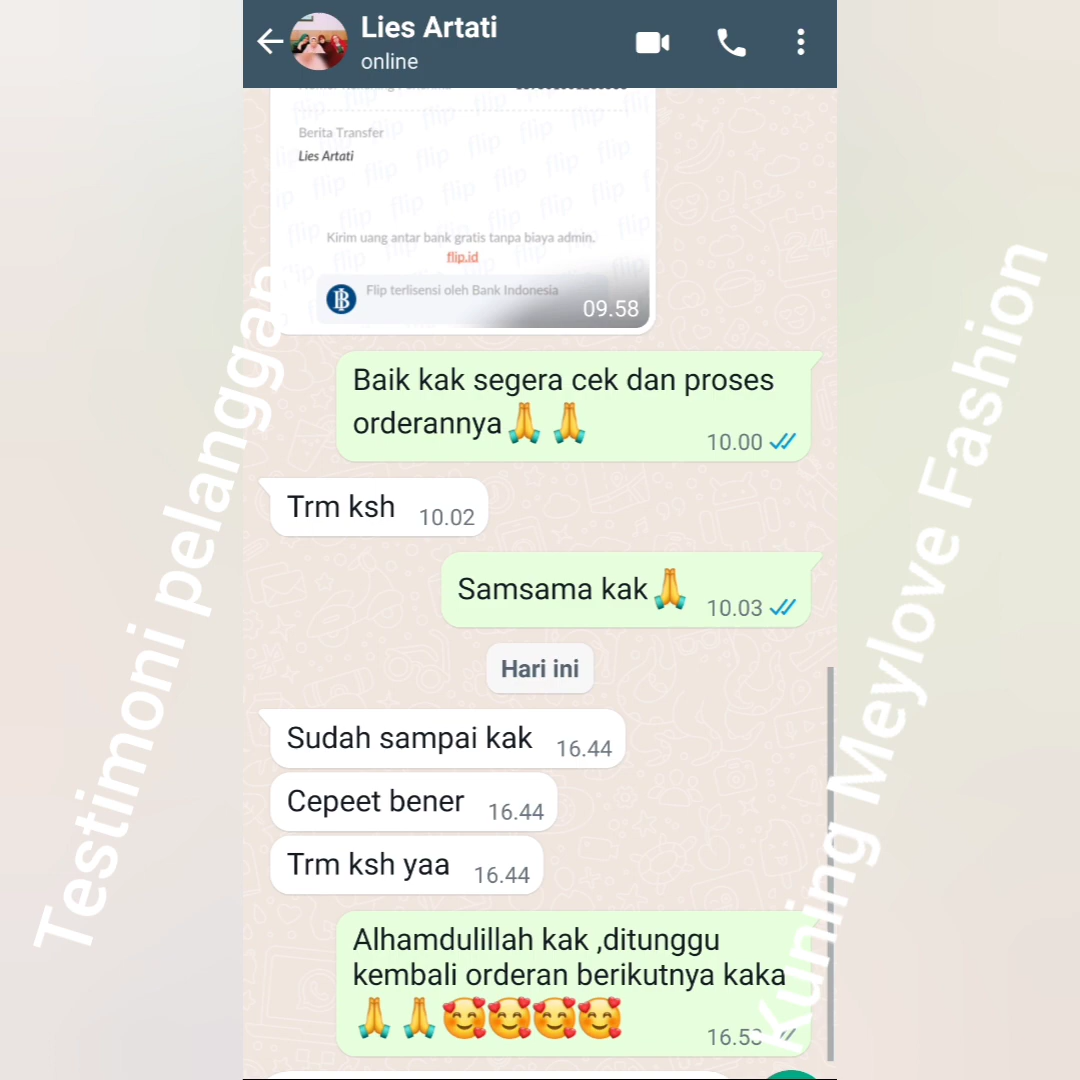 Lies Artati
online
Berita Transfer
Lies Artati
Kirim uang antar bank gratis tanpa biaya admin.
flip.id
Flip terlisensi oleh Bank Indonesia
09.58
Baik kak segera cek dan proses
orderannya🙏🙏
10.00
Trm ksh 10.02
Samsama kak🙏 10.03
Hari ini
Sudah sampai kak 16.44
Cepeet bener 16.44
Trm ksh yaa 16.44
Alhamdulillah kak ,ditunggu
kembali orderan berikutnya kaka
🙏🙏🥰🥰🥰🥰
Testimoni pelanggan
Kuning Meylove Fashion